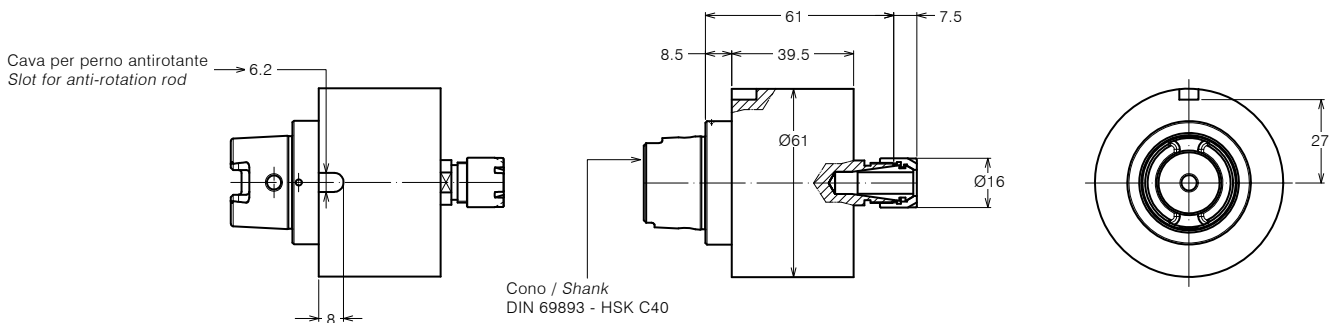 Cava per perno antirotante
Slot for anti-rotation rod
6.2
8
61
7.5
8.5
39.5
Ø61
Ø16
Cono / Shank
DIN 69893 - HSK C40
27